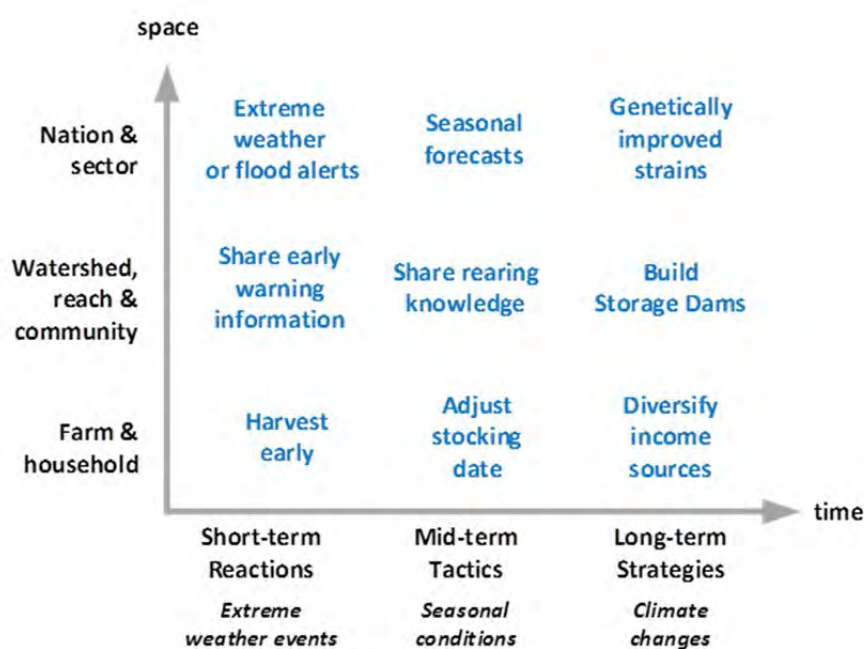 space
Nation &
sector
Extreme
weather
or flood alerts
Seasonal
forecasts
Genetically
improved
strains
Watershed,
reach &
community
Share early
warning
information
Share rearing
knowledge
Build
Storage Dams
Farm &
household
Harvest
early
Adjust
stocking
date
Diversify
income
sources
time
Short-term
Reactions
Mid-term
Tactics
Long-term
Strategies
Extreme
weather events
Seasonal
conditions
Climate
changes